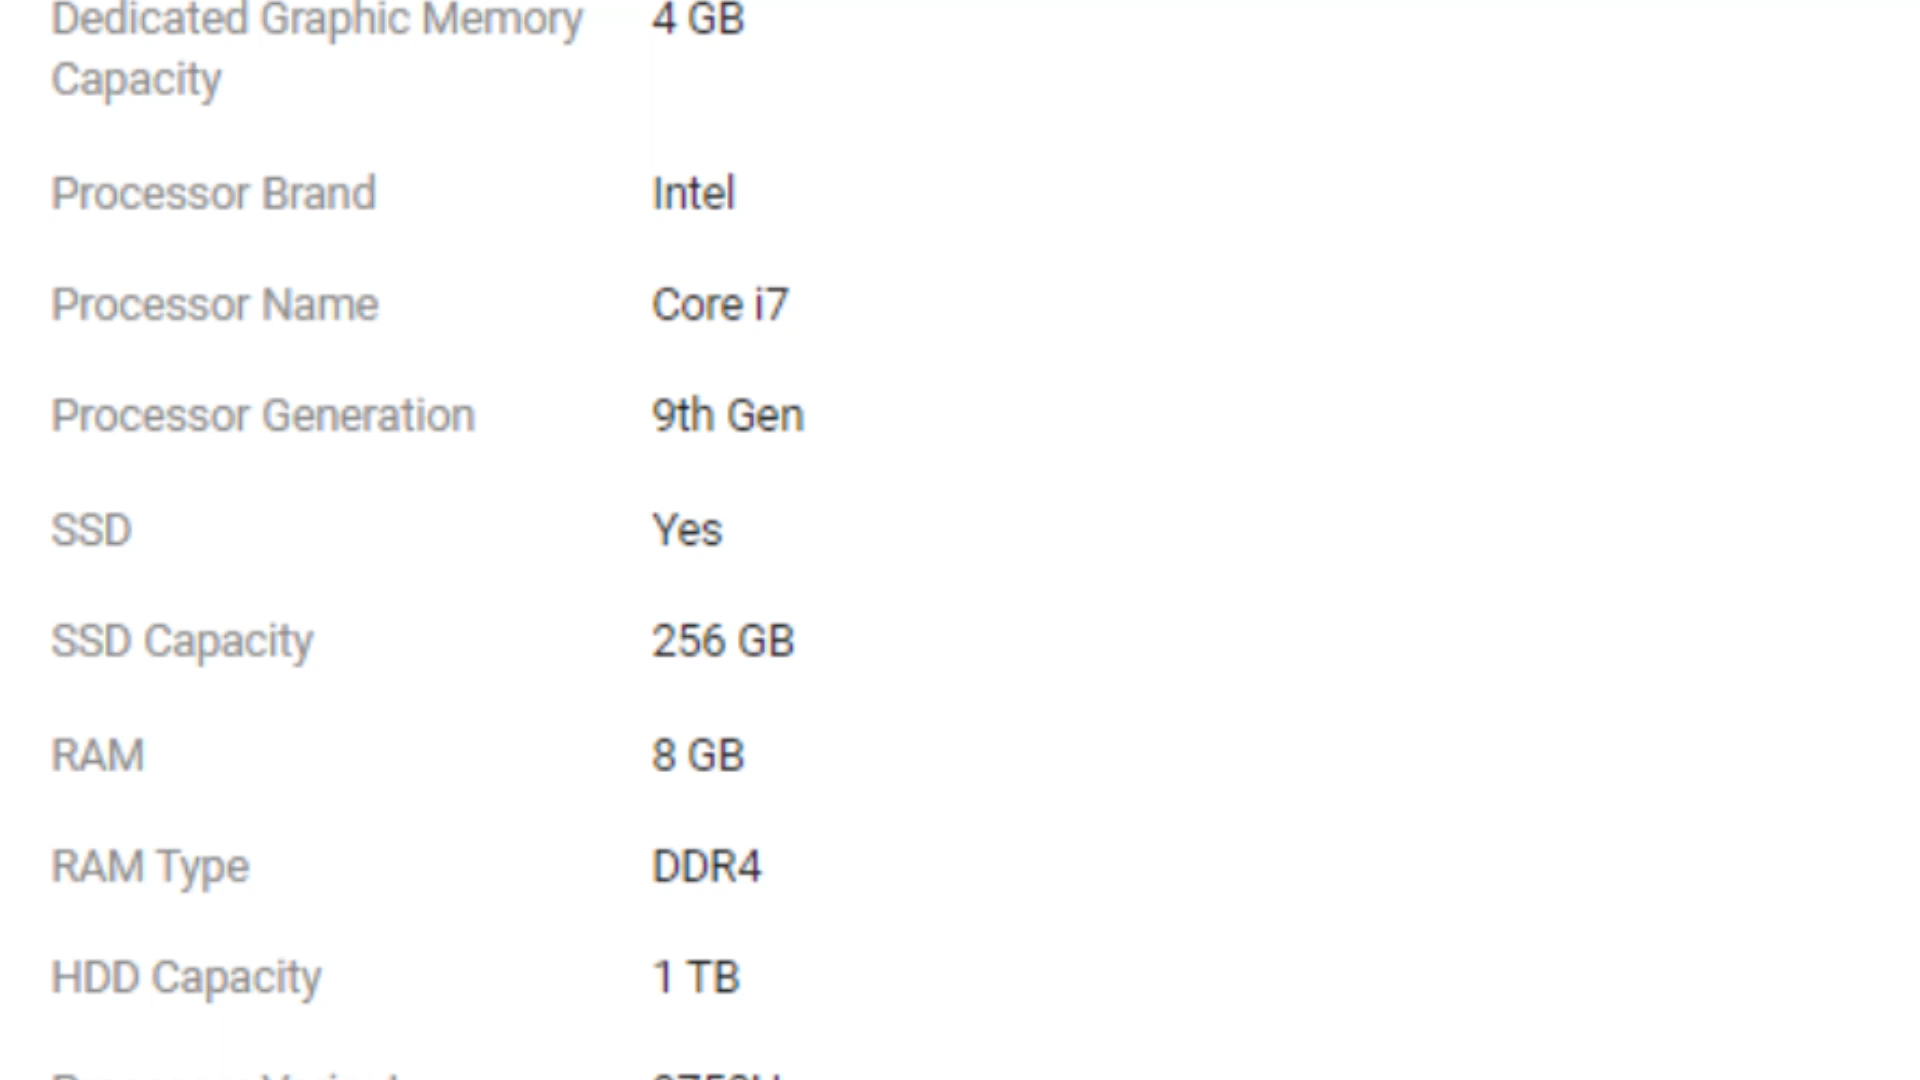 Dedicated Graphic Memory 4 GB
Capacity
Processor Brand Intel
Processor Name Core i7
Processor Generation 9th Gen
SSD Yes
SSD Capacity 256 GB
RAM 8 GB
RAM Type DDR4
HDD Capacity 1 TB